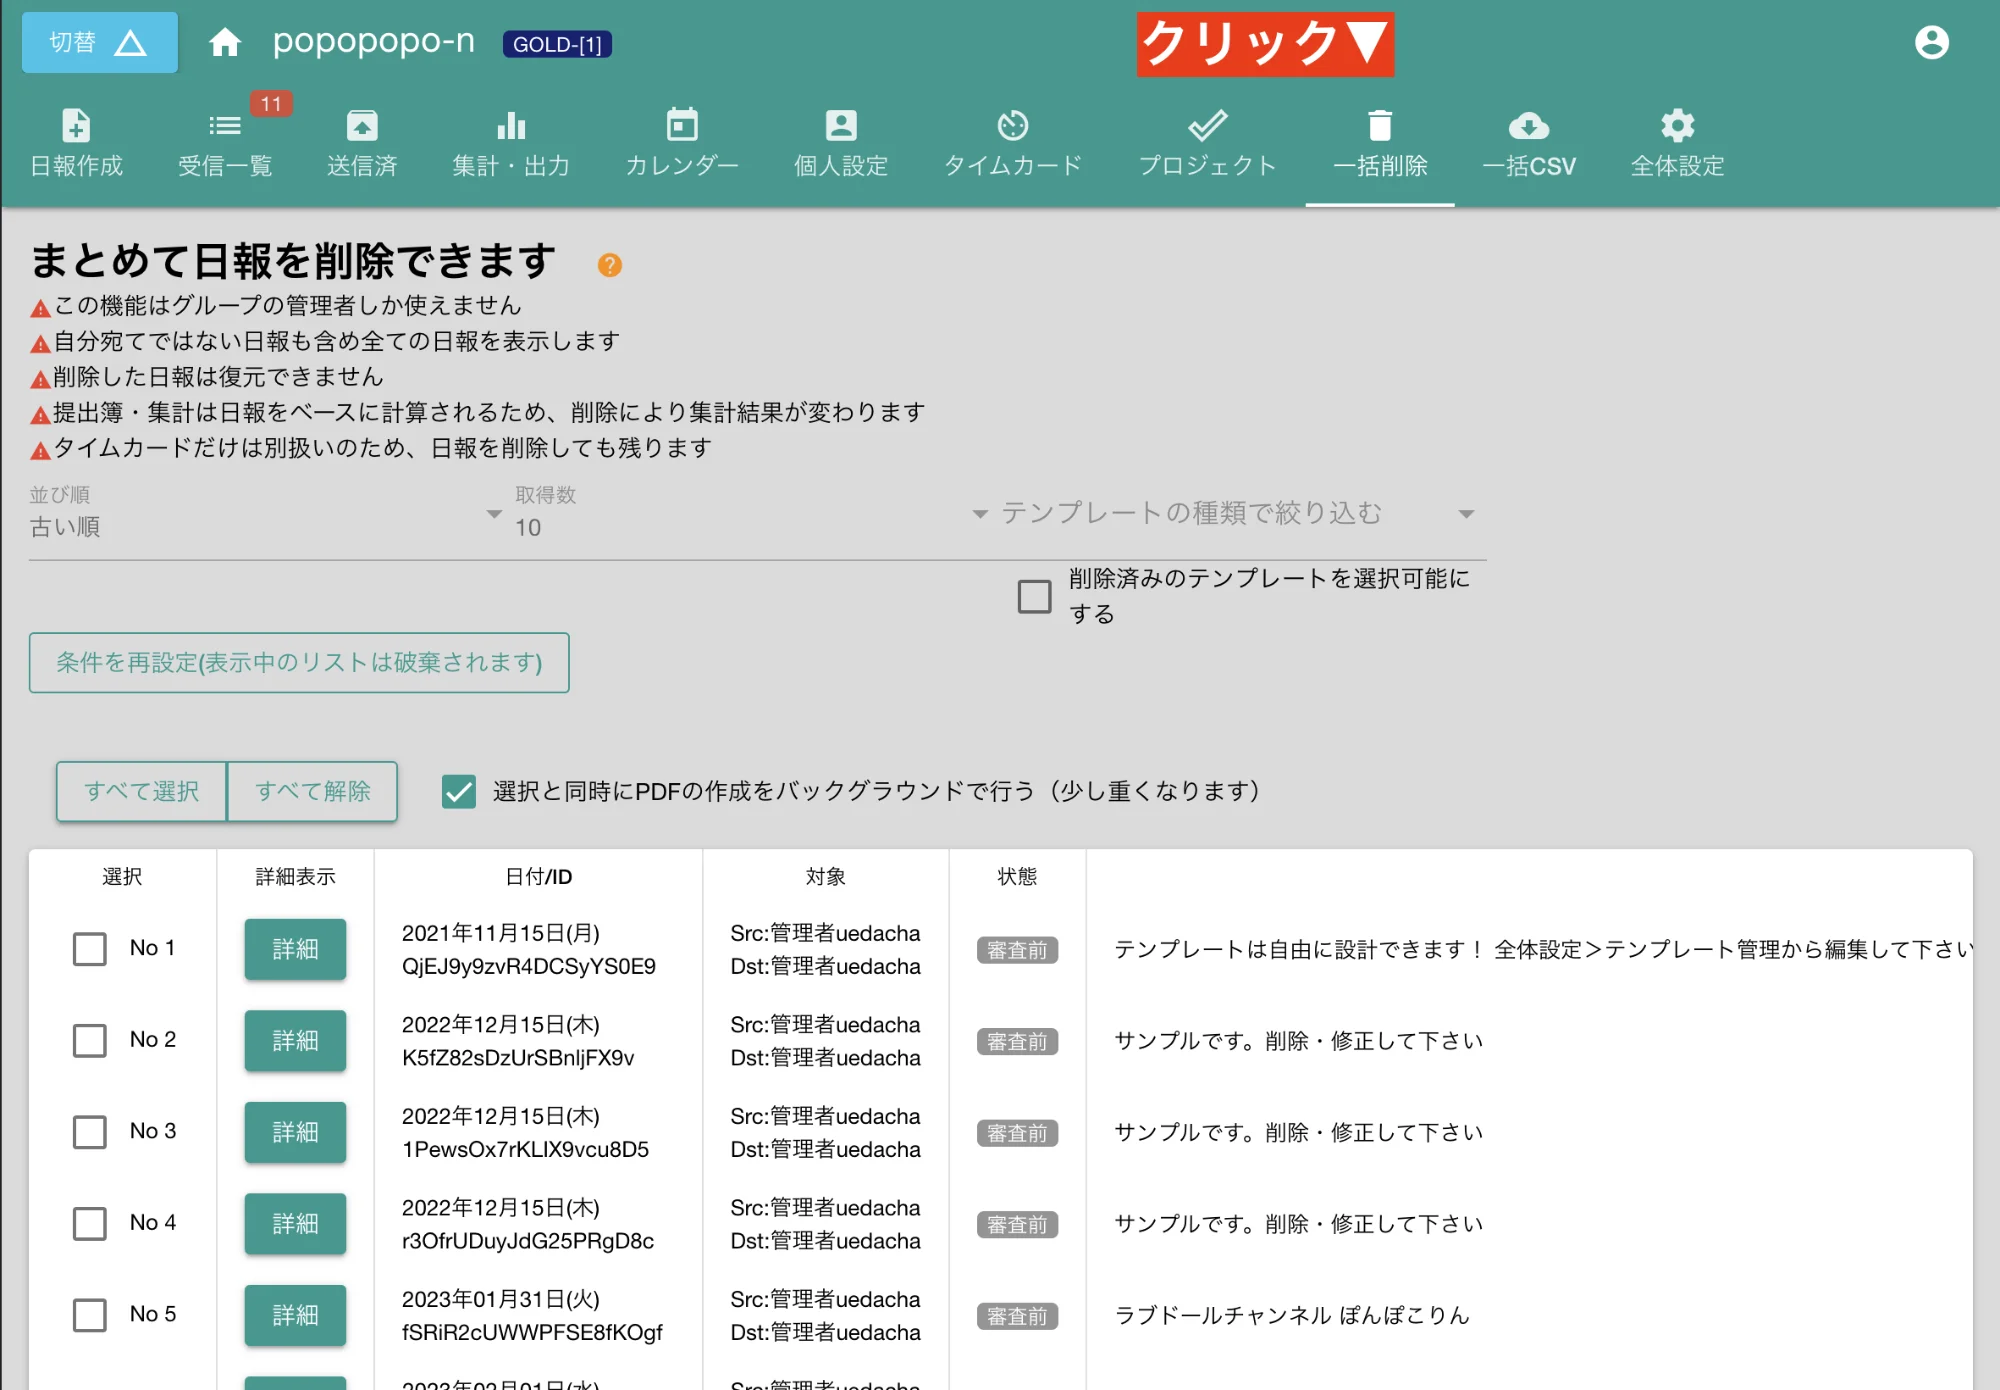 切替
popopopo-n
GOLD-[1]
クリック▼
日報作成
11
受信一覧
送信済
集計・出力
カレンダー
個人設定
タイムカード
プロジェクト
一括削除
一括CSV
全体設定
まとめて日報を削除できます
この機能はグループの管理者しか使えません
自分宛てではない日報も含め全ての日報を表示します
削除した日報は復元できません
提出簿・集計は日報をベースに計算されるため、削除により集計結果が変わります
タイムカードだけは別扱いのため、日報を削除しても残ります
並び順
古い順
取得数
10
テンプレートの種類で絞り込む
削除済みのテンプレートを選択可能に
する
条件を再設定(表示中のリストは破棄されます)
すべて選択
すべて解除
選択と同時にPDFの作成をバックグラウンドで行う（少し重くなります）
選択 詳細表示 日付/ID 対象 状態
No 1
詳細
2021年11月15日(月)
QjEJ9y9zvR4DCSyYS0E9
Src:管理者uedacha
Dst:管理者uedacha
審査前
テンプレートは自由に設計できます！ 全体設定＞テンプレート管理から編集して下さい
No 2
詳細
2022年12月15日(木)
K5fZ82sDzUrSBnljFX9v
Src:管理者uedacha
Dst:管理者uedacha
審査前
サンプルです。削除・修正して下さい
No 3
詳細
2022年12月15日(木)
1PewsOx7rKLlX9vcu8D5
Src:管理者uedacha
Dst:管理者uedacha
審査前
サンプルです。削除・修正して下さい
No 4
詳細
2022年12月15日(木)
r3OfrUDuyJdG25PRgD8c
Src:管理者uedacha
Dst:管理者uedacha
審査前
サンプルです。削除・修正して下さい
No 5
詳細
2023年01月31日(火)
fSRiR2cUWWPFSE8fKOgf
Src:管理者uedacha
Dst:管理者uedacha
審査前
ラブドールチャンネル ぽんぽこりん
2023年02月01日(水)
Src:管理者uedacha